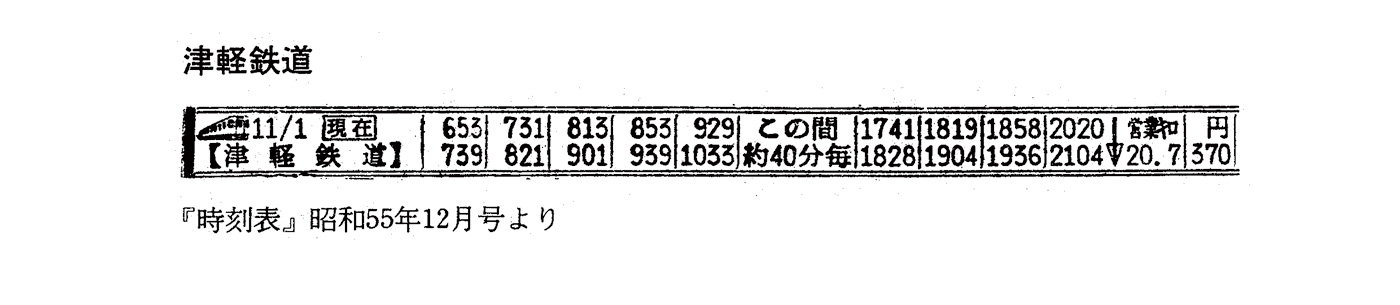 津軽鉄道
11/1 現在 653 731 813 853 929 この間 1741 1819 1858 2020 営業キロ 円
【津軽鉄道】 739 821 901 939 1033 約40分毎 1828 1904 1936 2104 20.7 370
『時刻表』昭和55年12月号より